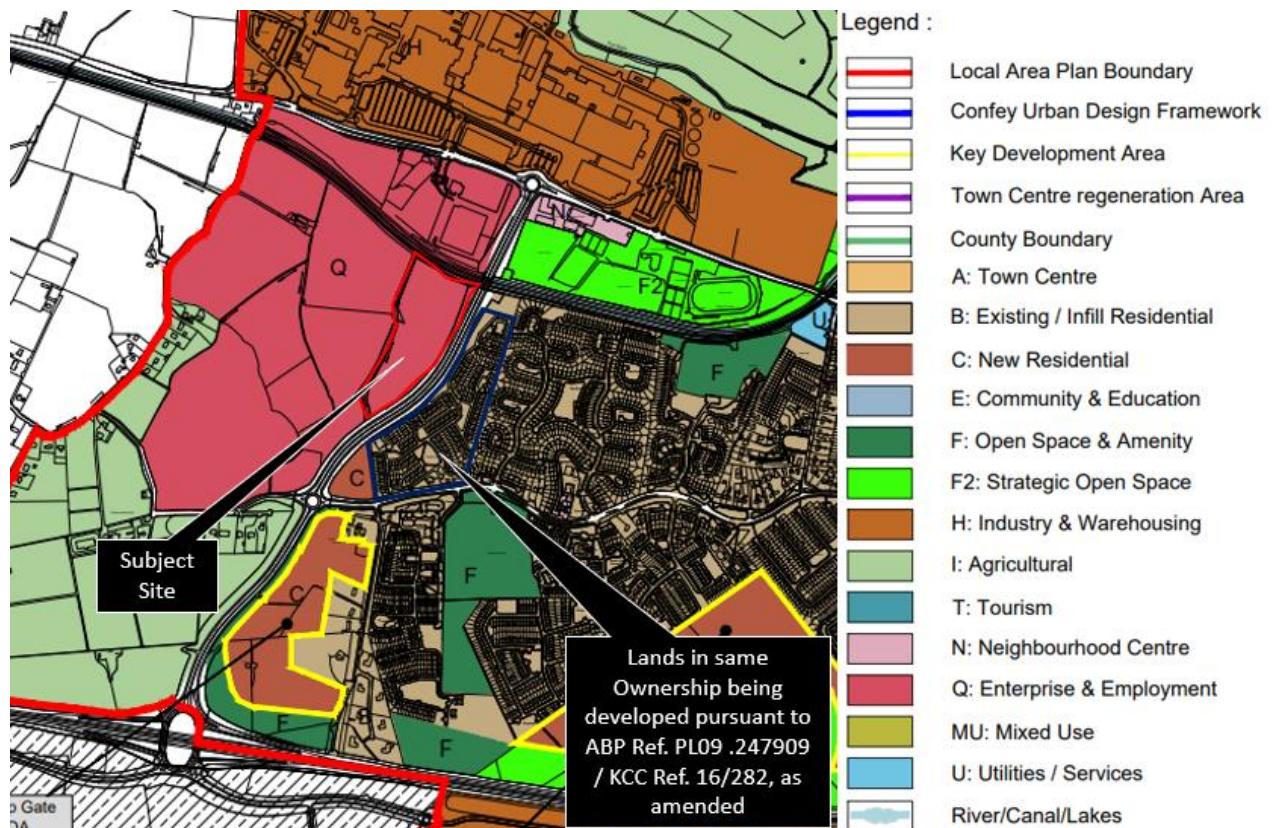 H
Q
N
F2
U
F
C
F
C
B
F
F
Subject
Site
Lands in same
Ownership being
developed pursuant to
ABP Ref. PL09 .247909
/ KCC Ref. 16/282, as
amended
Gate
Legend :
Local Area Plan Boundary
Confey Urban Design Framework
Key Development Area
Town Centre regeneration Area
County Boundary
A: Town Centre
B: Existing / Infill Residential
C: New Residential
E: Community & Education
F: Open Space & Amenity
F2: Strategic Open Space
H: Industry & Warehousing
I: Agricultural
T: Tourism
N: Neighbourhood Centre
Q: Enterprise & Employment
MU: Mixed Use
U: Utilities / Services
River/Canal/Lakes